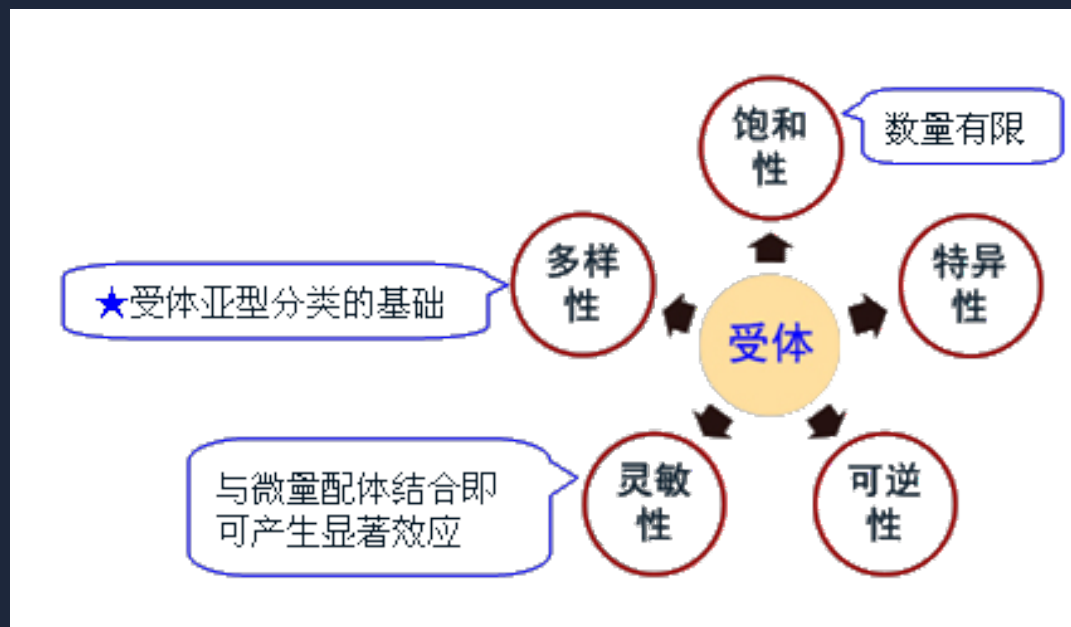 饱和
性
数量有限
多样
性
★受体亚型分类的基础
特异
性
受体
灵敏
性
与微量配体结合即
可产生显著效应
可逆
性